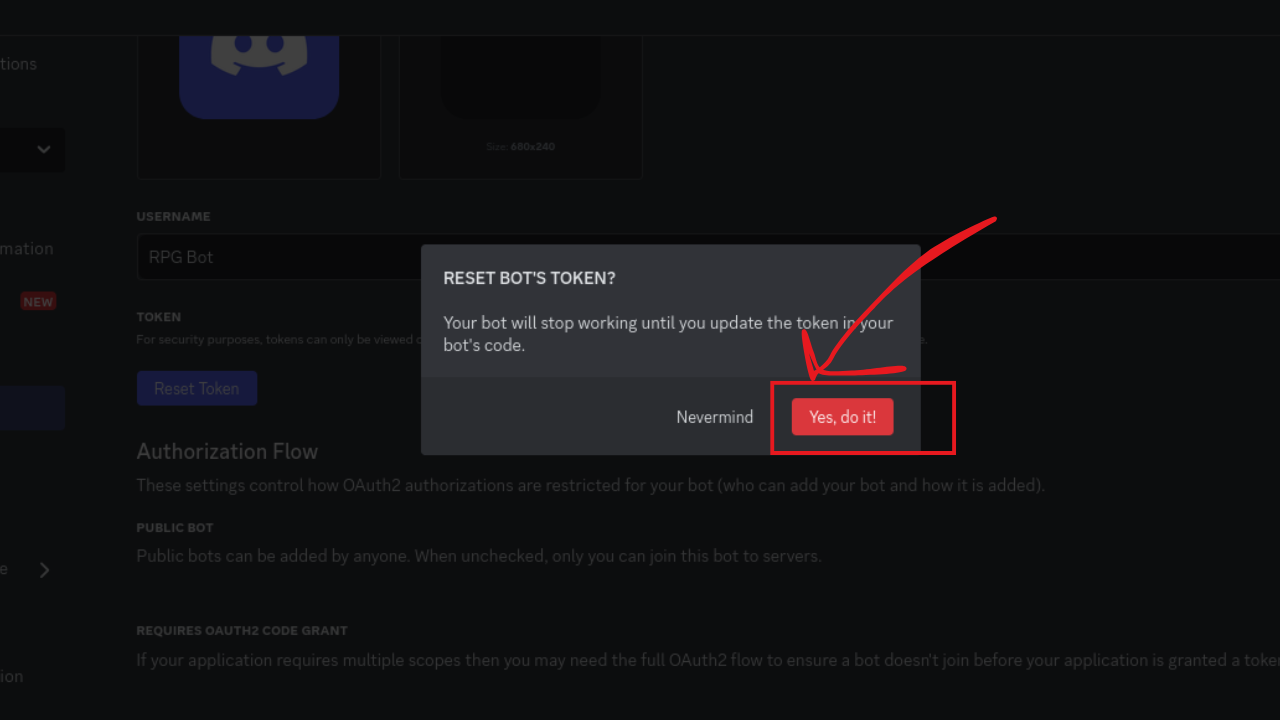 tions
Size: 680x240
USERNAME
mation
RPG Bot
RESET BOT'S TOKEN?
NEW
TOKEN
Your bot will stop working until you update the token in your
bot's code.
For security purposes, tokens can only be viewed
Reset Token
Nevermind
Yes, do it!
Authorization Flow
These settings control how OAuth2 authorizations are restricted for your bot (who can add your bot and how it is added).
PUBLIC BOT
Public bots can be added by anyone. When unchecked, only you can join this bot to servers.
e
REQUIRES OAUTH2 CODE GRANT
If your application requires multiple scopes then you may need the full OAuth2 flow to ensure a bot doesn't join before your application is granted a toke
ion